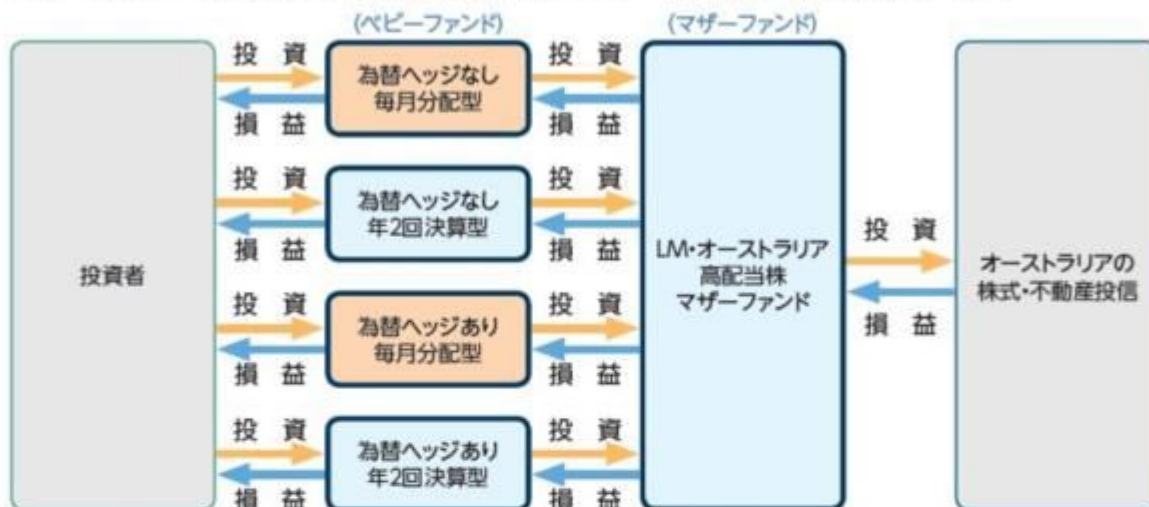 (ベビーファンド)
(マザーファンド)
投資
為替ヘッジなし
毎月分配型
損益
投資
損益
投資
為替ヘッジなし
年2回決算型
損益
投資
損益
投資者
LM・オーストラリア
高配当株
マザーファンド
投資
損益
オーストラリアの
株式・不動産投信
投資
為替ヘッジあり
毎月分配型
損益
投資
損益
投資
為替ヘッジあり
年2回決算型
損益
投資
損益